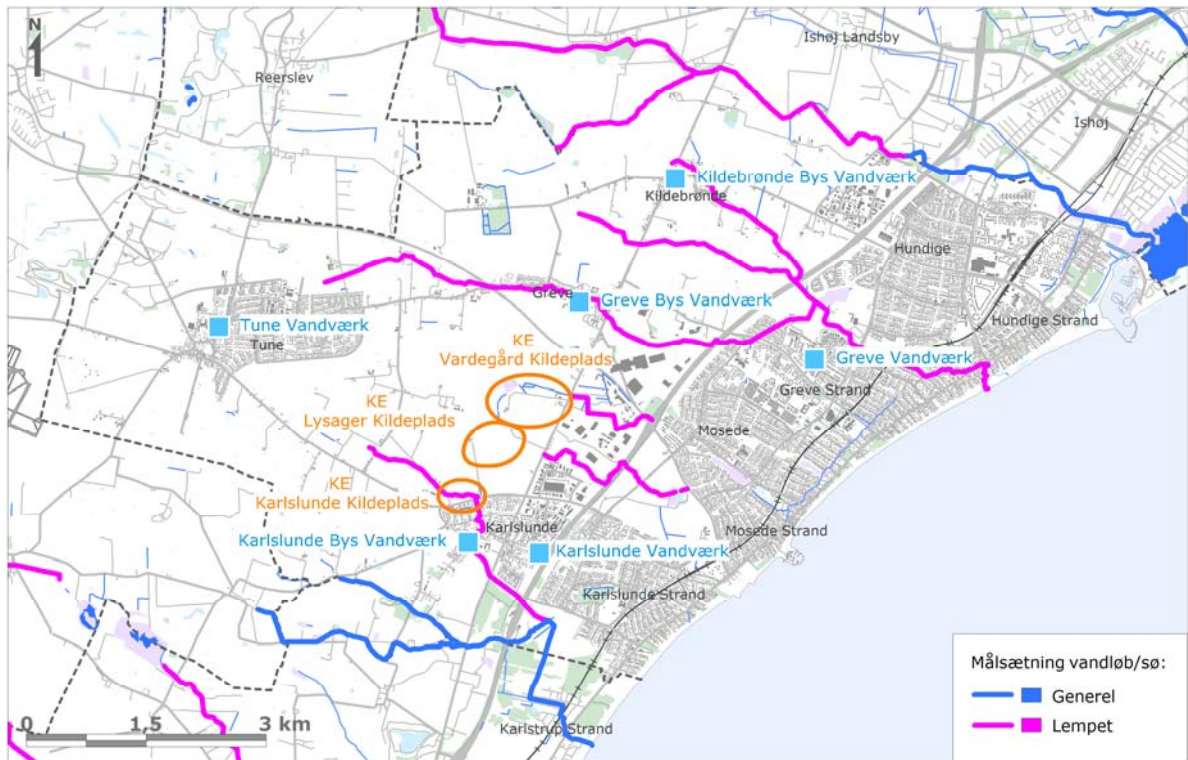 N
Ishøj Landsby
Reerslev
Ishøj
Kildebrønde Bys Vandværk
Kildebrønde
Hundige
Greve
Greve Bys Vandværk
Hundige Strand
Tune Vandværk
Tune
KE
Vardegård Kildeplads
Greve Vandværk
Greve Strand
KE
Lysager Kildeplads
Mosede
KE
Karlslunde Kildeplads
Karlslunde
Mosede Strand
Karlslunde Bys Vandværk
Karlslunde Vandværk
Karlslunde Strand
Karlstrup Strand
0 1,5 3 km
Målsætning vandløb/sø:
Generel
Lempet